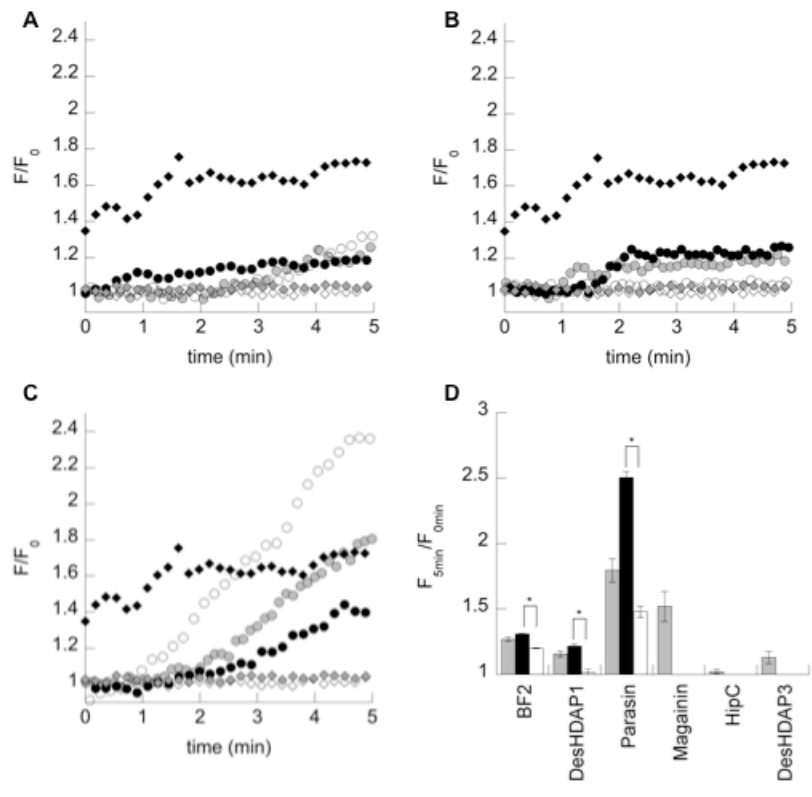 A
2.4
2.2
2
1.8
1.6
1.4
1.2
1
F/F0
0 1 2 3 4 5
time (min)
B
2.4
2.2
2
1.8
1.6
1.4
1.2
1
F/F0
0 1 2 3 4 5
time (min)
C
2.4
2.2
2
1.8
1.6
1.4
1.2
1
F/F0
0 1 2 3 4 5
time (min)
D
3
2.5
2
1.5
1
F5min/F0min
*
*
*
BF2
DesHDAP1
Parasin
Magainin
HipC
DesHDAP3